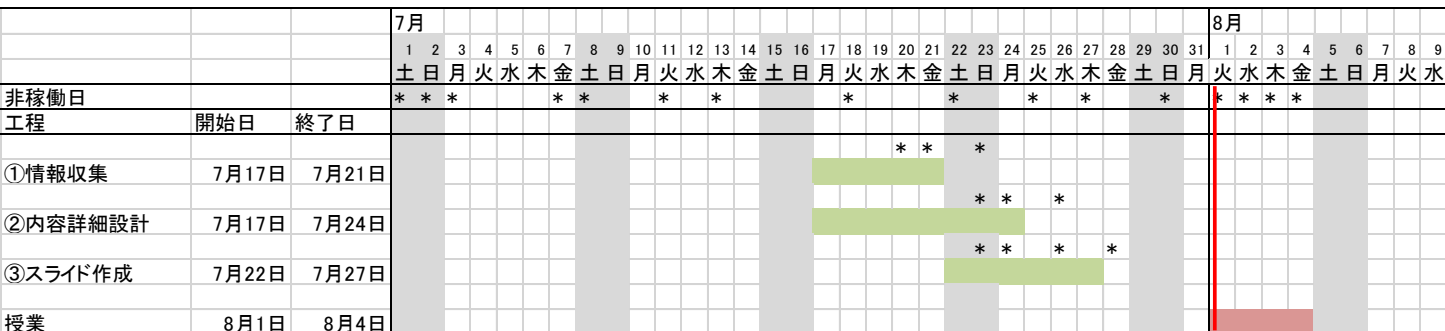 7月 8月
1 2 3 4 5 6 7 8 9 10 11 12 13 14 15 16 17 18 19 20 21 22 23 24 25 26 27 28 29 30 31 1 2 3 4 5 6 7 8 9
土 日 月 火 水 木 金 土 日 月 火 水 木 金 土 日 月 火 水 木 金 土 日 月 火 水 木 金 土 日 月 火 水 木 金 土 日 月 火 水
非稼働日 * * * * * * * * * * * * * * * *
工程 開始日 終了日
* * *
①情報収集 7月17日 7月21日
* * *
②内容詳細設計 7月17日 7月24日
* * * *
③スライド作成 7月22日 7月27日
授業 8月1日 8月4日